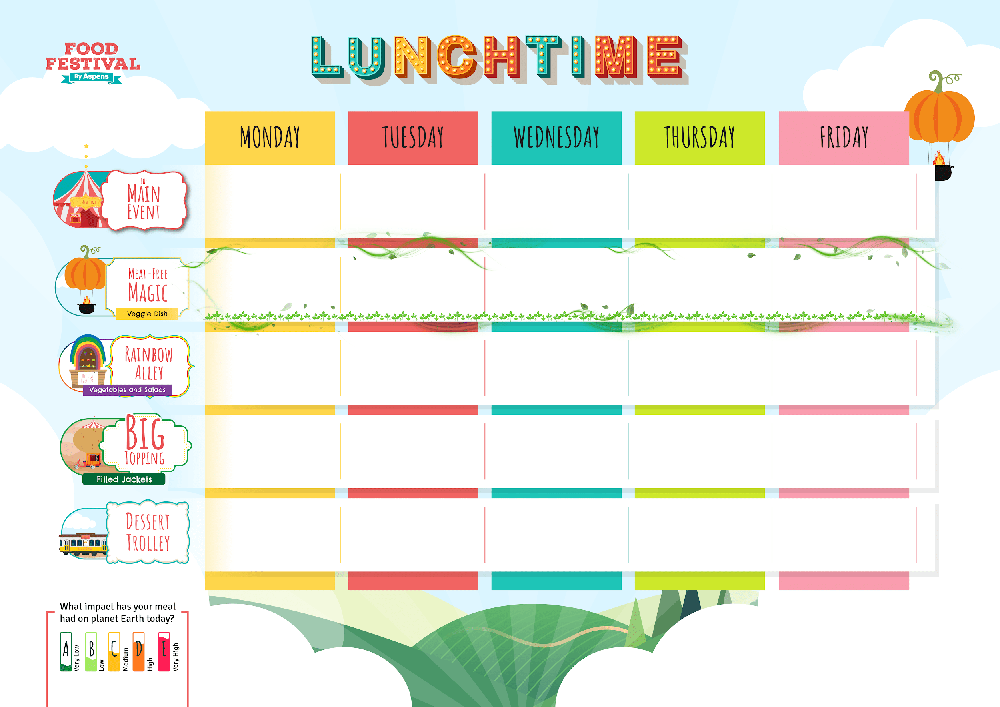 FOOD
FESTIVAL
By Aspens
LUNCHTIME
MONDAY
TUESDAY
WEDNESDAY
THURSDAY
FRIDAY
IT'S MEAL TIME
TICKETS
THE
MAIN
EVENT
MEAT-FREE
MAGIC
Veggie Dish
RAINBOW
ALLEY
HIT FIVE
EVERY DAY
Vegetables and Salads
BIG
TOPPING
Filled Jackets
DESSERT
TROLLEY
What impact has your meal
had on planet Earth today?
A Very Low
B Low
C Medium
D High
E Very High